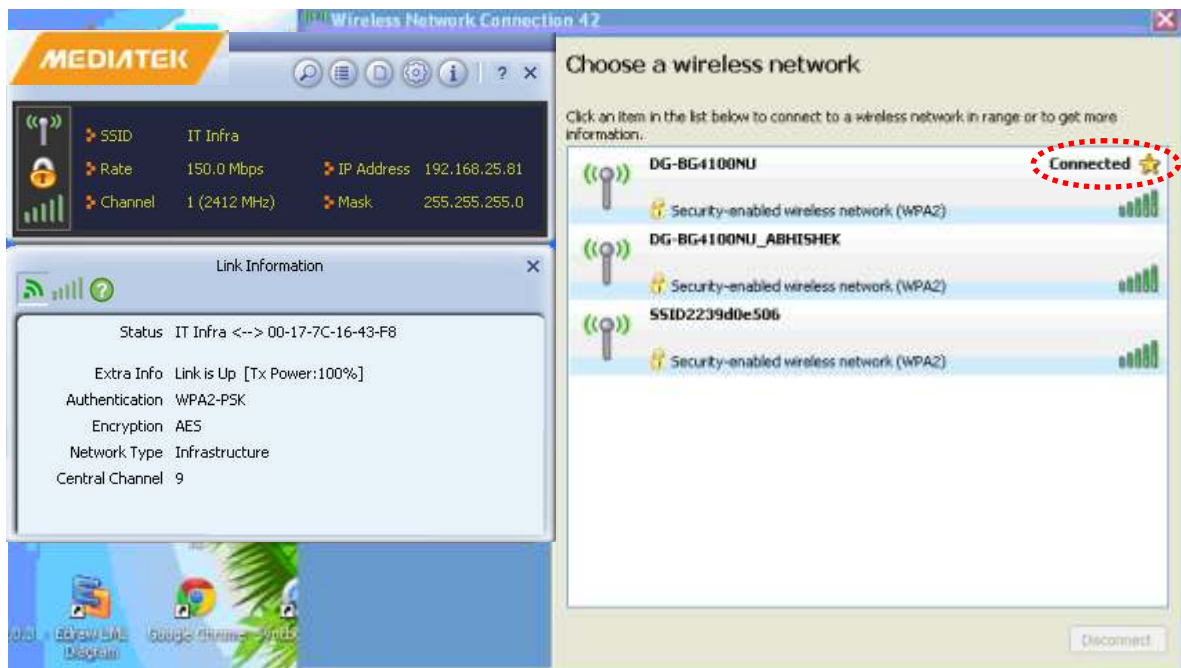 Wireless Network Connection 42
MEDIATEK
? ×
SSID IT Infra
Rate 150.0 Mbps IP Address 192.168.25.81
Channel 1 (2412 MHz) Mask 255.255.255.0
Link Information
Status IT Infra <--> 00-17-7C-16-43-F8
Extra Info Link is Up [Tx Power:100%]
Authentication WPA2-PSK
Encryption AES
Network Type Infrastructure
Central Channel 9
Diagram
Google Chrome
Choose a wireless network
Click an item in the list below to connect to a wireless network in range or to get more
information.
DG-BG4100NU Connected
Security-enabled wireless network (WPA2)
DG-BG4100NU_ABHISHEK
Security-enabled wireless network (WPA2)
SSID2239d0e506
Security-enabled wireless network (WPA2)
Disconnect